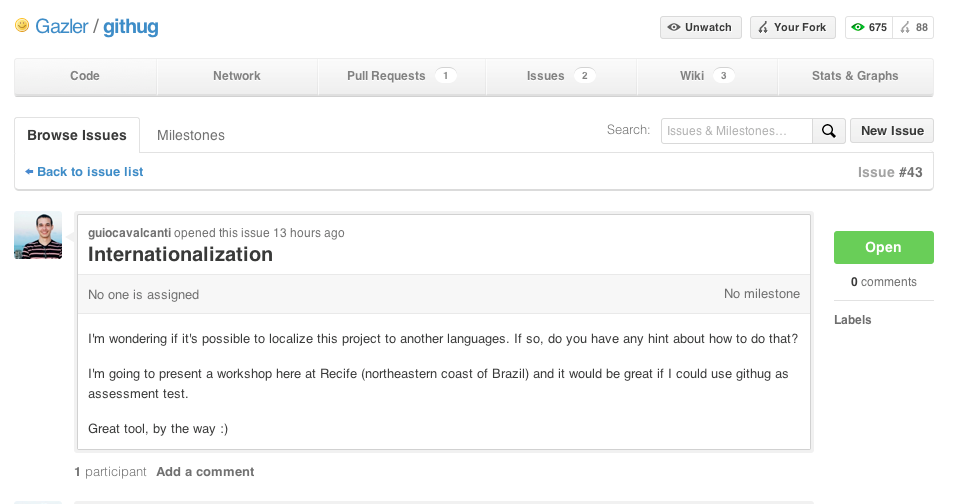 Gazler / githug
Unwatch
Your Fork
675
88
Code
Network
Pull Requests 1
Issues 2
Wiki 3
Stats & Graphs
Browse Issues
Milestones
Search:
Issues & Milestones...
New Issue
Back to issue list
Issue #43
guiocavalcanti opened this issue 13 hours ago
Internationalization
No one is assigned
No milestone
I'm wondering if it's possible to localize this project to another languages. If so, do you have any hint about how to do that?
I'm going to present a workshop here at Recife (northeastern coast of Brazil) and it would be great if I could use githug as
assessment test.
Great tool, by the way :)
Open
0 comments
Labels
1 participant
Add a comment